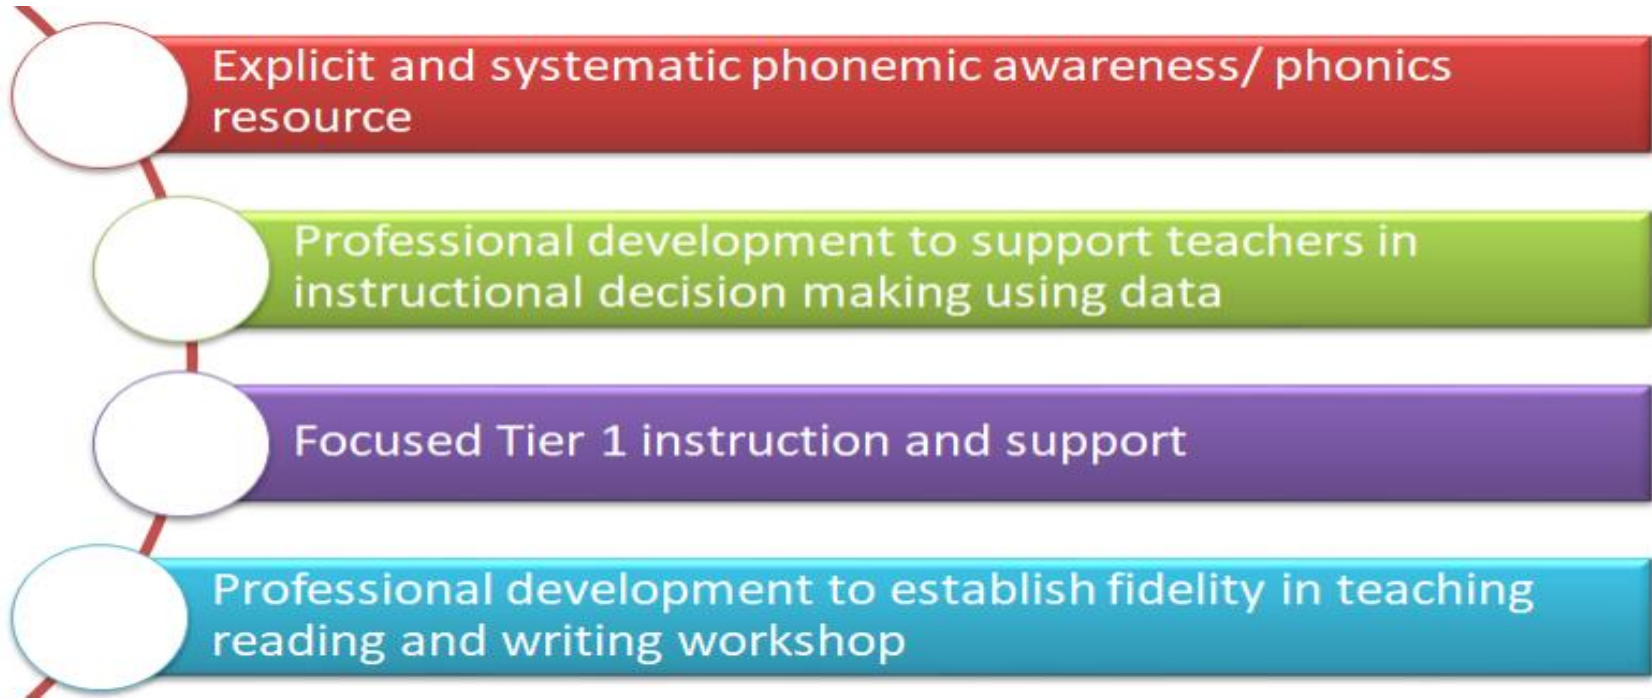 Explicit and systematic phonemic awareness/ phonics
resource
Professional development to support teachers in
instructional decision making using data
Focused Tier 1 instruction and support
Professional development to establish fidelity in teaching
reading and writing workshop